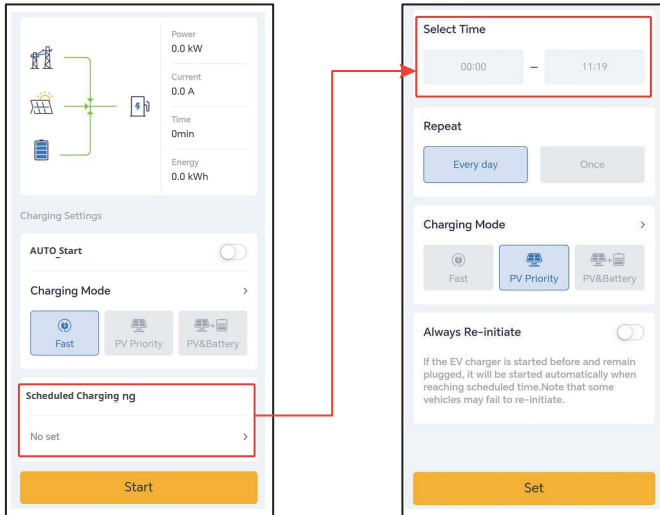 Power
0.0 kW
Current
0.0 A
Time
0min
Energy
0.0 kWh
Charging Settings
AUTO Start
Charging Mode
Fast
PV Priority
PV&Battery
Scheduled Charging ng
No set
Start
Select Time
00:00 – 11:19
Repeat
Every day
Once
Charging Mode
Fast
PV Priority
PV&Battery
Always Re-initiate
If the EV charger is started before and remain
plugged, it will be started automatically when
reaching scheduled time.Note that some
vehicles may fail to re-initiate.
Set